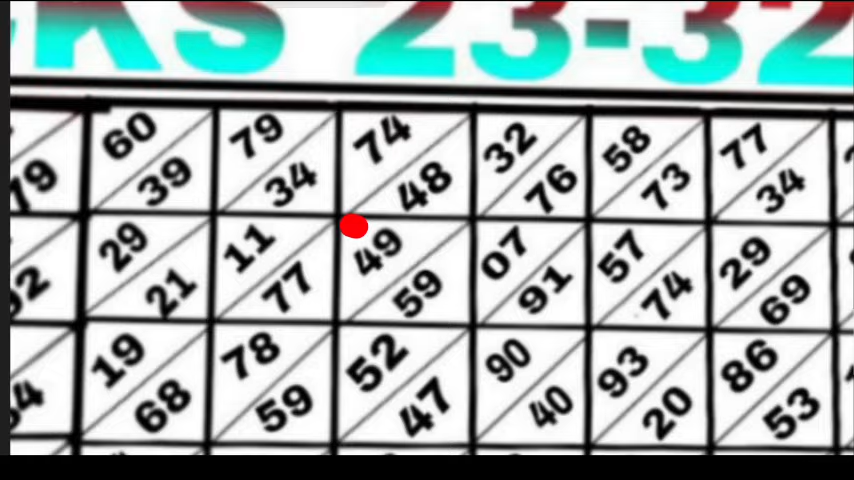 KS 23-32
60 79 74 32 58 77
79 39 34 48 76 73 34
29 11 49 07 57 29
21 77 59 91 74 69
19 78 52 90 93 86
68 59 47 40 20 53